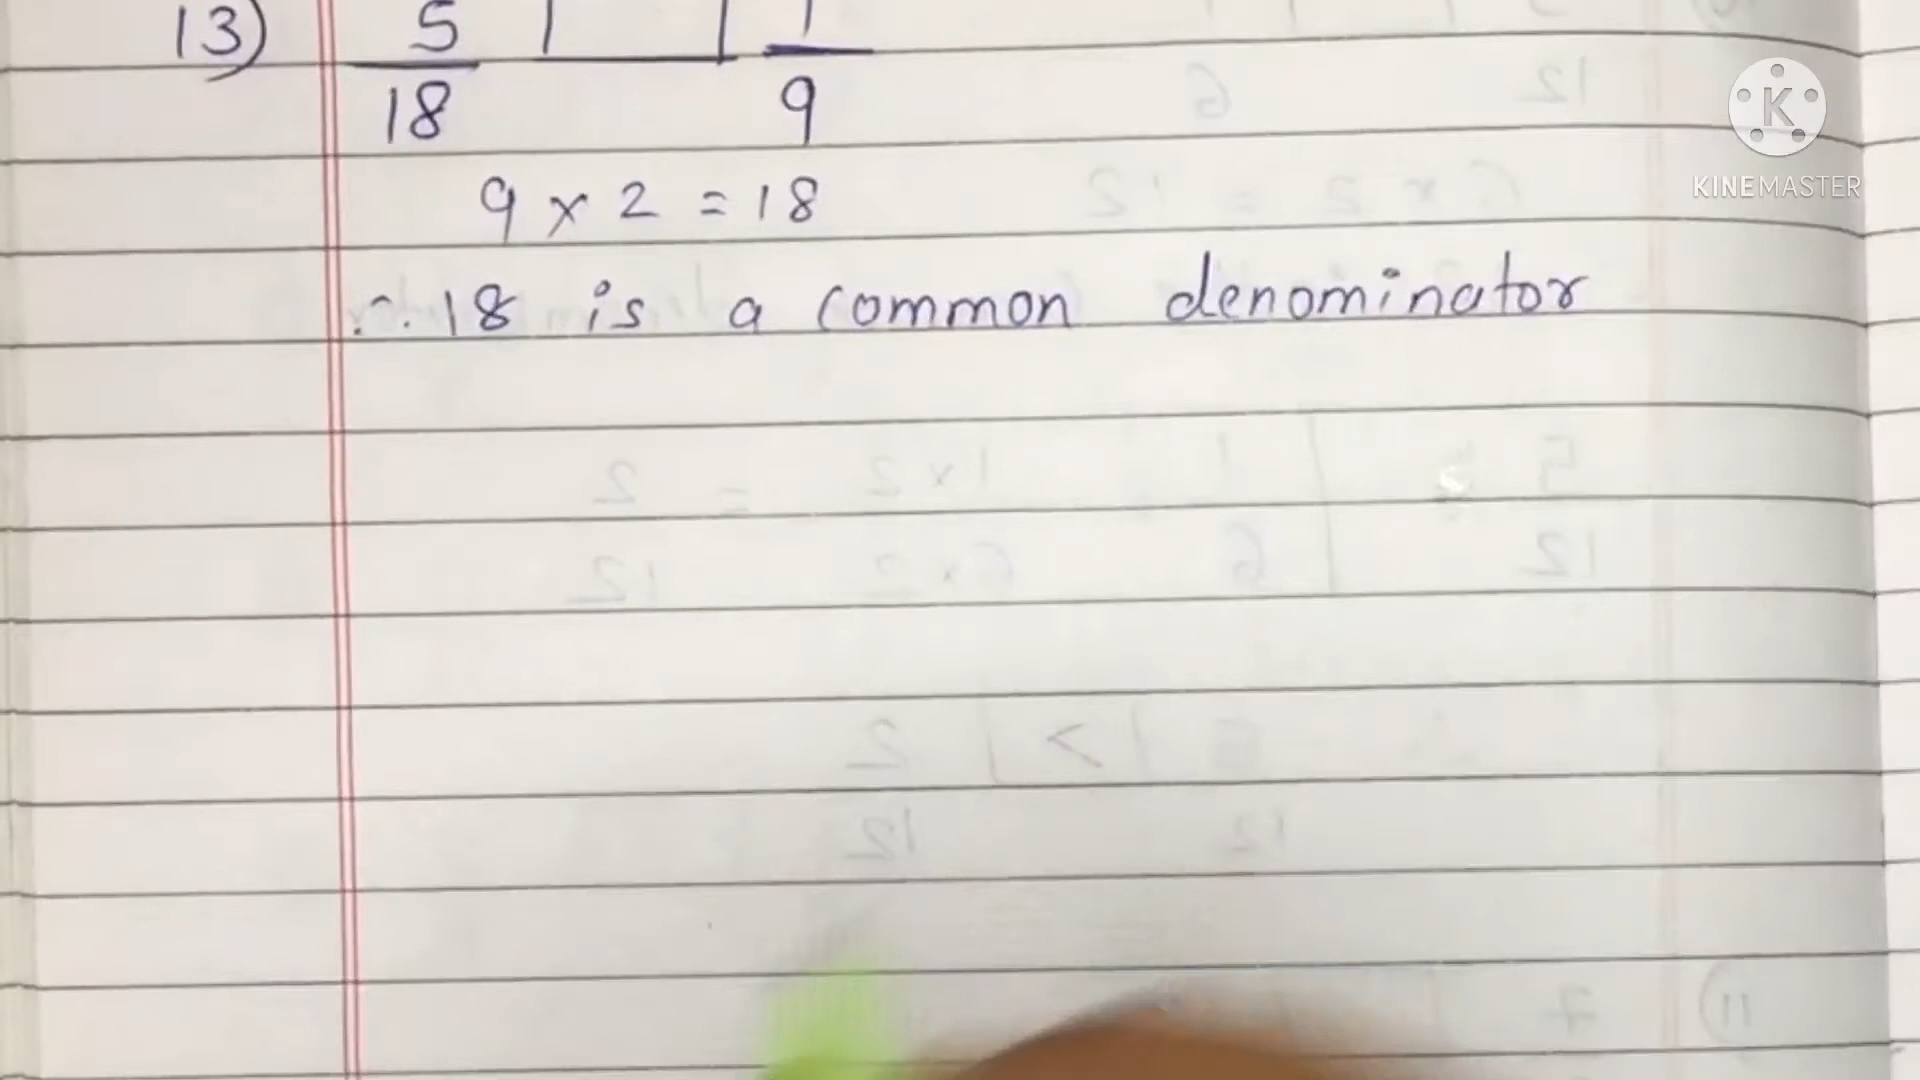 13) 5/18 1/9
9 x 2 = 18
∴ 18 is a common denominator
KINEMASTER